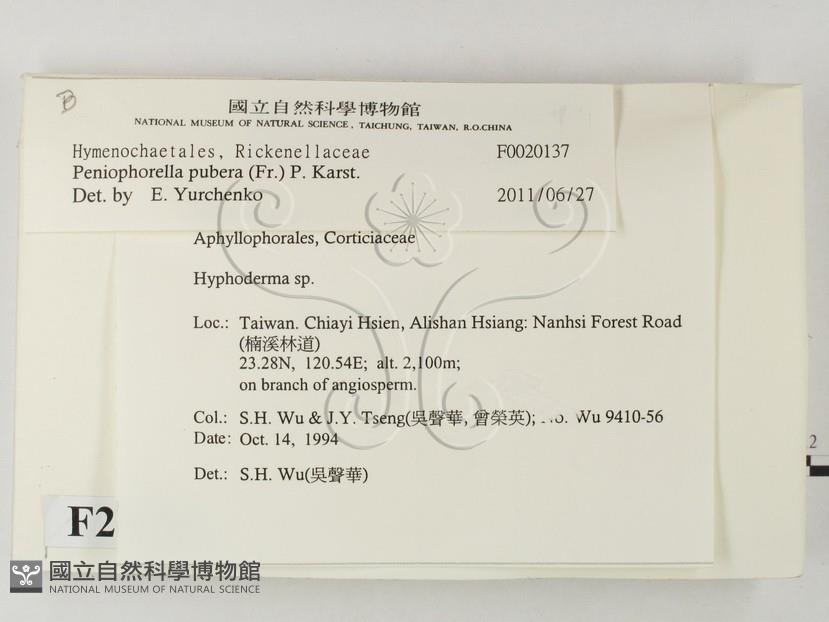 B
國立自然科學博物館
NATIONAL MUSEUM OF NATURAL SCIENCE, TAICHUNG, TAIWAN, R.O.CHINA
Hymenochaetales, Rickenellaceae F0020137
Peniophorella pubera (Fr.) P. Karst.
Det. by E. Yurchenko 2011/06/27
Aphyllophorales, Corticiaceae
Hyphoderma sp.
Loc.: Taiwan. Chiayi Hsien, Alishan Hsiang: Nanhsi Forest Road
(楠溪林道)
23.28N, 120.54E; alt. 2,100m;
on branch of angiosperm.
Col.: S.H. Wu & J.Y. Tseng(吳聲華, 曾榮英); No. Wu 9410-56
Date: Oct. 14, 1994
Det.: S.H. Wu(吳聲華)
F2
2
國立自然科學博物館
NATIONAL MUSEUM OF NATURAL SCIENCE